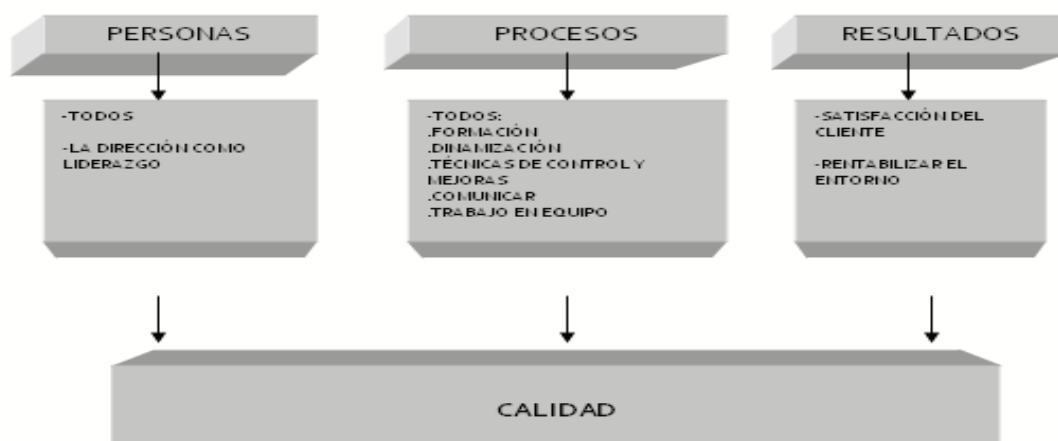 PERSONAS
PROCESOS
RESULTADOS
-TODOS
-LA DIRECCIÓN COMO
LIDERAZGO
-TODOS:
.FORMACIÓN
.DINAMIZACIÓN
.TÉCNICAS DE CONTROL Y
MEJORAS
.COMUNICAR
.TRABAJO EN EQUIPO
-SATISFACCIÓN DEL
CLIENTE
-RENTABILIZAR EL
ENTORNO
CALIDAD